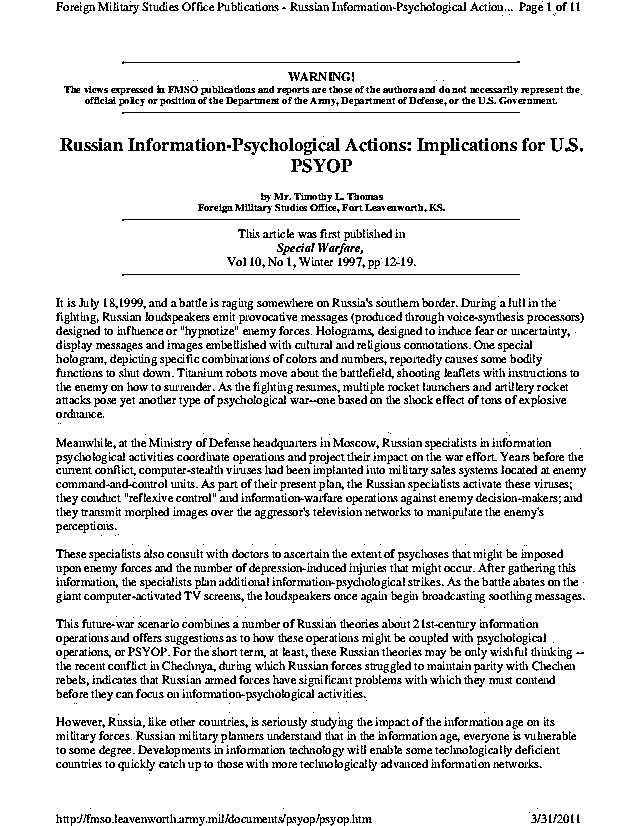 Foreign Military Studies Office Publications - Russian Information-Psychological Action... Page 1 of 11
WARNING!
The views expressed in FMSO publications and reports are those of the authors and do not necessarily represent the
official policy or position of the Department of the Army, Department of Defense, or the U.S. Government.
Russian Information-Psychological Actions: Implications for U.S.
PSYOP
by Mr. Timothy L. Thomas
Foreign Military Studies Office, Fort Leavenworth, KS.
This article was first published in
Special Warfare,
Vol 10, No 1, Winter 1997, pp 12-19.
It is July 18,1999, and a battle is raging somewhere on Russia's southern border. During a lull in the
fighting, Russian loudspeakers emit provocative messages (produced through voice-synthesis processors)
designed to influence or "hypnotize" enemy forces. Holograms, designed to induce fear or uncertainty,
display messages and images embellished with cultural and religious connotations. One special
hologram, depicting specific combinations of colors and numbers, reportedly causes some bodily
functions to shut down. Titanium robots move about the battlefield, shooting leaflets with instructions to
the enemy on how to surrender. As the fighting resumes, multiple rocket launchers and artillery rocket
attacks pose yet another type of psychological war--one based on the shock effect of tons of explosive
ordnance.
Meanwhile, at the Ministry of Defense headquarters in Moscow, Russian specialists in information
psychological activities coordinate operations and project their impact on the war effort. Years before the
current conflict, computer-stealth viruses had been implanted into military sales systems located at enemy
command-and-control units. As part of their present plan, the Russian specialists activate these viruses;
they conduct "reflexive control" and information-warfare operations against enemy decision-makers; and
they transmit morphed images over the aggressor's television networks to manipulate the enemy's
perceptions.
These specialists also consult with doctors to ascertain the extent of psychoses that might be imposed
upon enemy forces and the number of depression-induced injuries that might occur. After gathering this
information, the specialists plan additional information-psychological strikes. As the battle abates on the
giant computer-activated TV screens, the loudspeakers once again begin broadcasting soothing messages.
This future-war scenario combines a number of Russian theories about 21st-century information
operations and offers suggestions as to how these operations might be coupled with psychological
operations, or PSYOP. For the short term, at least, these Russian theories may be only wishful thinking --
the recent conflict in Chechnya, during which Russian forces struggled to maintain parity with Chechen
rebels, indicates that Russian armed forces have significant problems with which they must contend
before they can focus on information-psychological activities.
However, Russia, like other countries, is seriously studying the impact of the information age on its
military forces. Russian military planners understand that in the information age, everyone is vulnerable
to some degree. Developments in information technology will enable some technologically deficient
countries to quickly catch up to those with more technologically advanced information networks.
http://fmso.leavenworth.army.mil/documents/psyop/psyop.htm 3/31/2011